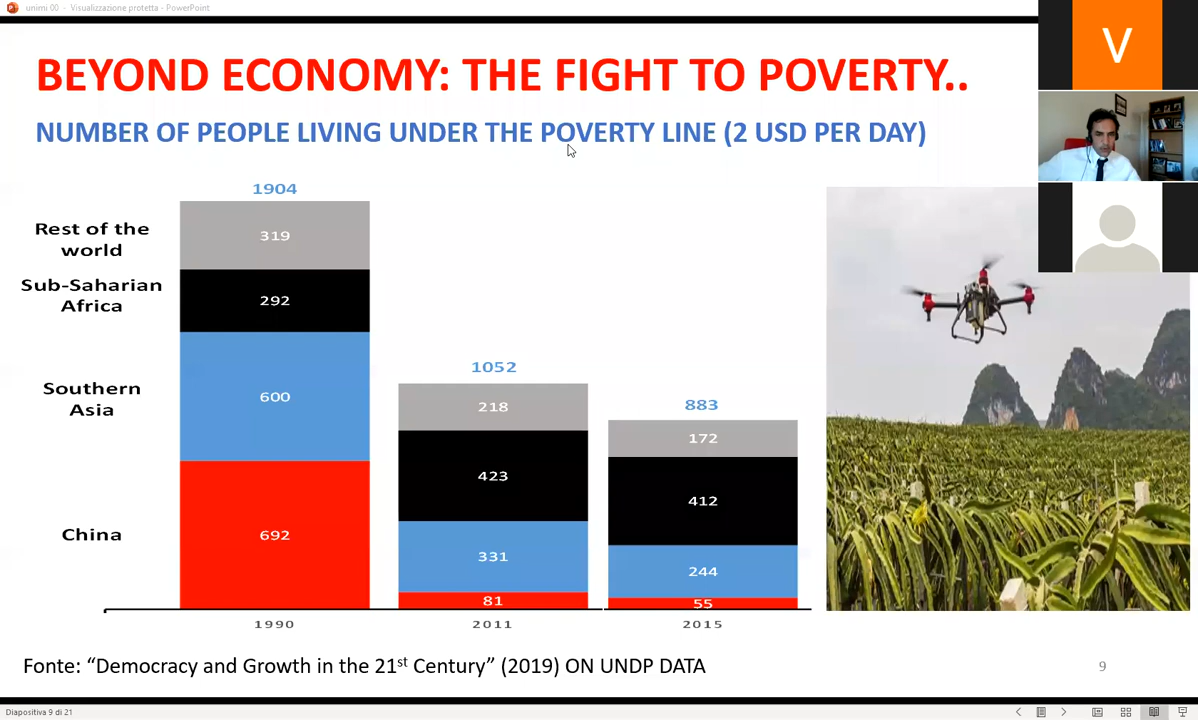 unimi 00 - Visualizzazione protetta - PowerPoint
V
BEYOND ECONOMY: THE FIGHT TO POVERTY..
NUMBER OF PEOPLE LIVING UNDER THE POVERTY LINE (2 USD PER DAY)
1904
Rest of the
world
319
Sub-Saharian
Africa
292
Southern
Asia
600
China
692
1052
218
423
331
81
883
172
412
244
55
1990
2011
2015
Fonte: “Democracy and Growth in the 21st Century” (2019) ON UNDP DATA
9
Diapositiva 9 di 21